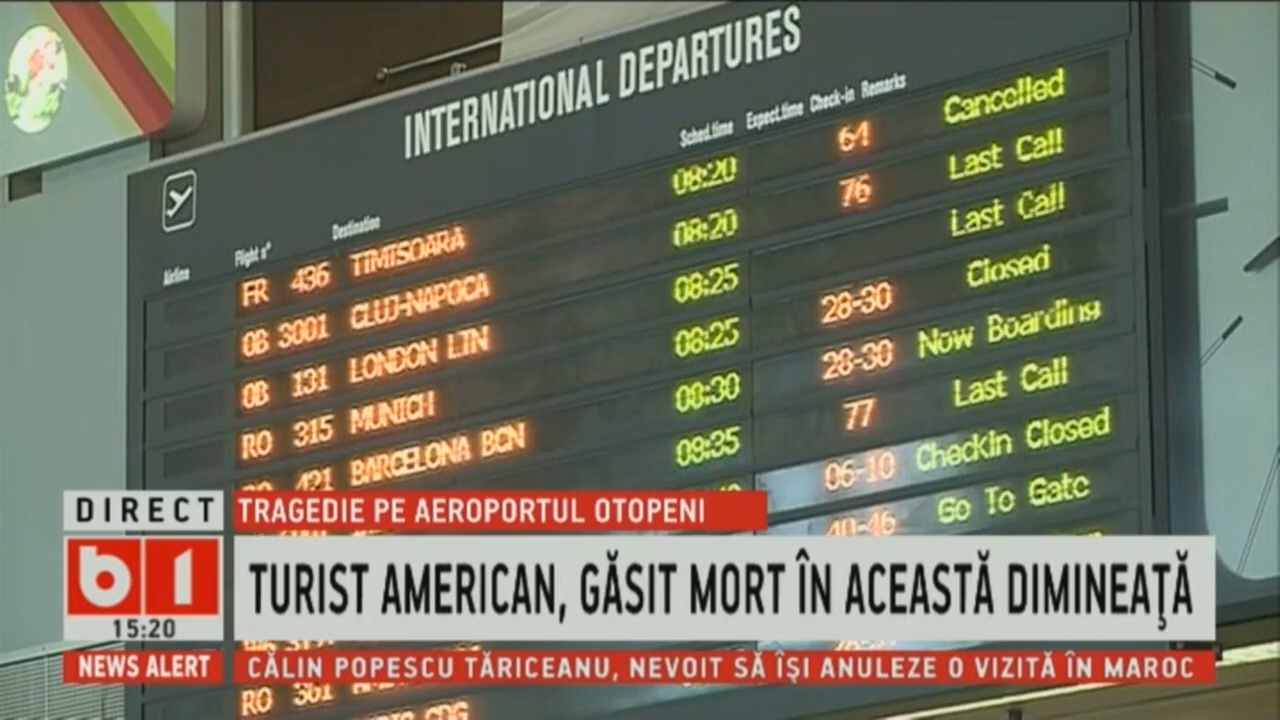 INTERNATIONAL DEPARTURES
Airline Flight n° Destination Sched.time Expect.time Check-in Remarks
FR 436 TIMISOARA 08:20 64 Cancelled
0B 3001 CLUJ-NAPOCA 08:20 76 Last Call
0B 131 LONDON LTN 08:25 Last Call
RO 315 MUNICH 08:25 28-30 Closed
421 BARCELONA BCN 08:30 28-30 Now Boarding
08:35 77 Last Call
06-10 Checkin Closed
40-46 Go To Gate
DIRECT TRAGEDIE PE AEROPORTUL OTOPENI
b1 TURIST AMERICAN, GĂSIT MORT ÎN ACEASTĂ DIMINEAŢĂ
15:20
NEWS ALERT CĂLIN POPESCU TĂRICEANU, NEVOIT SĂ ÎŞI ANULEZE O VIZITĂ ÎN MAROC
RO 361
CDG